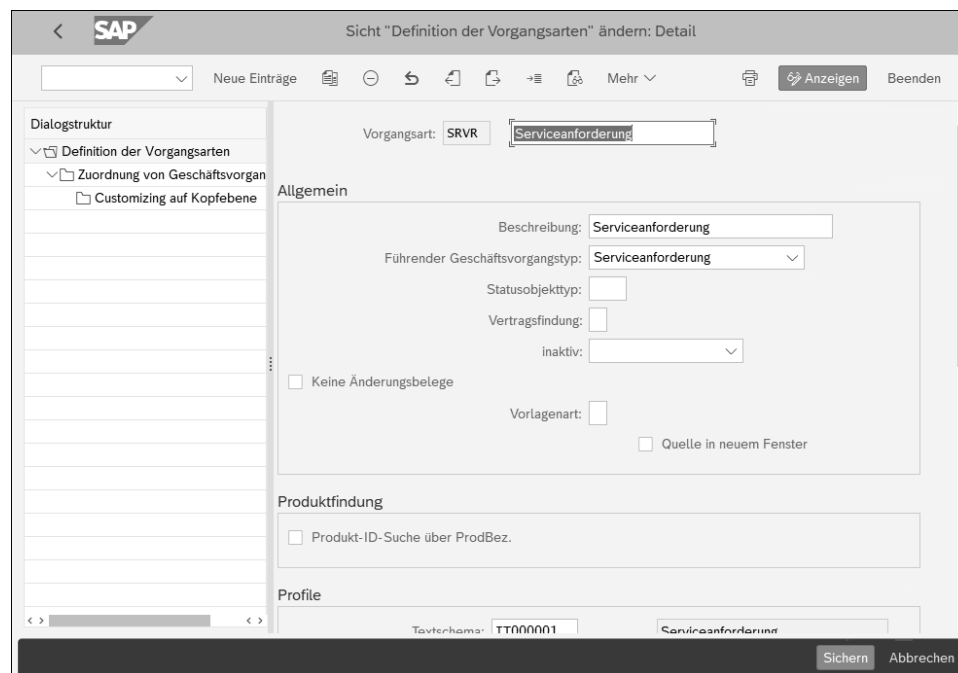 SAP Sicht "Definition der Vorgangsarten" ändern: Detail
Neue Einträge Mehr Anzeigen Beenden
Dialogstruktur
Definition der Vorgangsarten
Zuordnung von Geschäftsvorgan
Customizing auf Kopfebene
Vorgangsart: SRVR Serviceanforderung
Allgemein
Beschreibung: Serviceanforderung
Führender Geschäftsvorgangstyp: Serviceanforderung
Statusobjekttyp:
Vertragsfindung:
inaktiv:
Keine Änderungsbelege
Vorlagenart:
Quelle in neuem Fenster
Produktfindung
Produkt-ID-Suche über ProdBez.
Profile
Textschema: TT000001 Serviceanforderung
Sichern Abbrechen